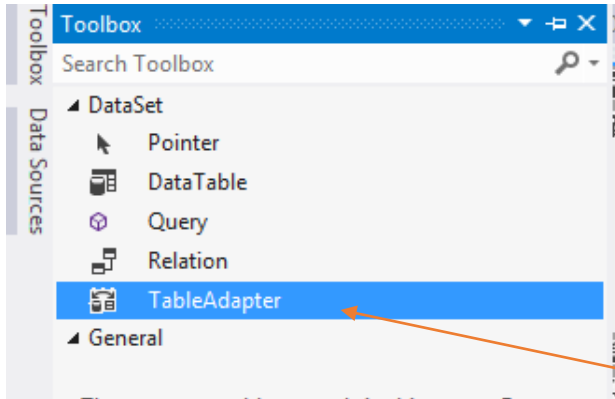 Toolbox
Data Sources
Toolbox
Search Toolbox
DataSet
Pointer
DataTable
Query
Relation
TableAdapter
General